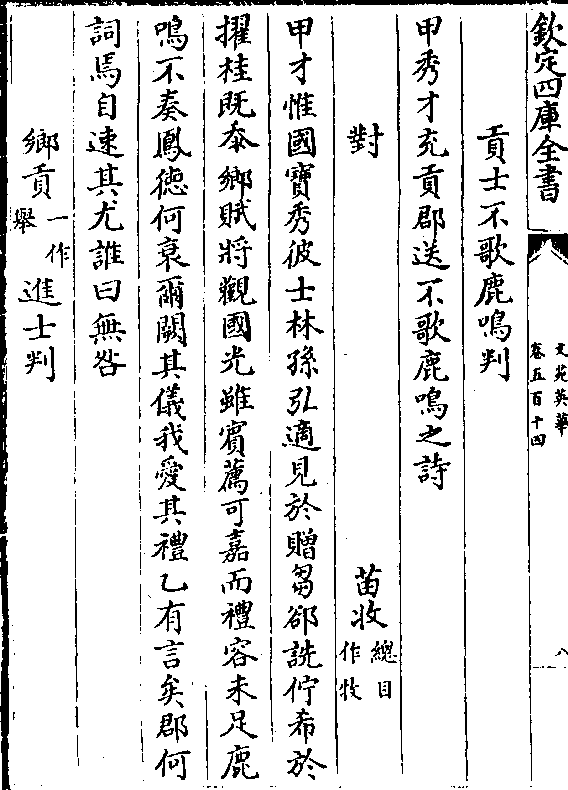 欽定四庫全書
文苑英華
卷五百十四
八
貢士不歌鹿鳴判
甲秀才充貢郡送不歌鹿鳴之詩
對
苗收總目作牧
甲才惟國寶秀彼士林孫弘適見於贈芻郤詵佇希於
擢桂既忝鄉賦將觀國光雖賓薦可嘉而禮容未足鹿
鳴不奏鳳德何衰爾闕其儀我愛其禮乙有言矣郡何
詞焉自速其尤誰曰無咎
鄉貢一作舉進士判